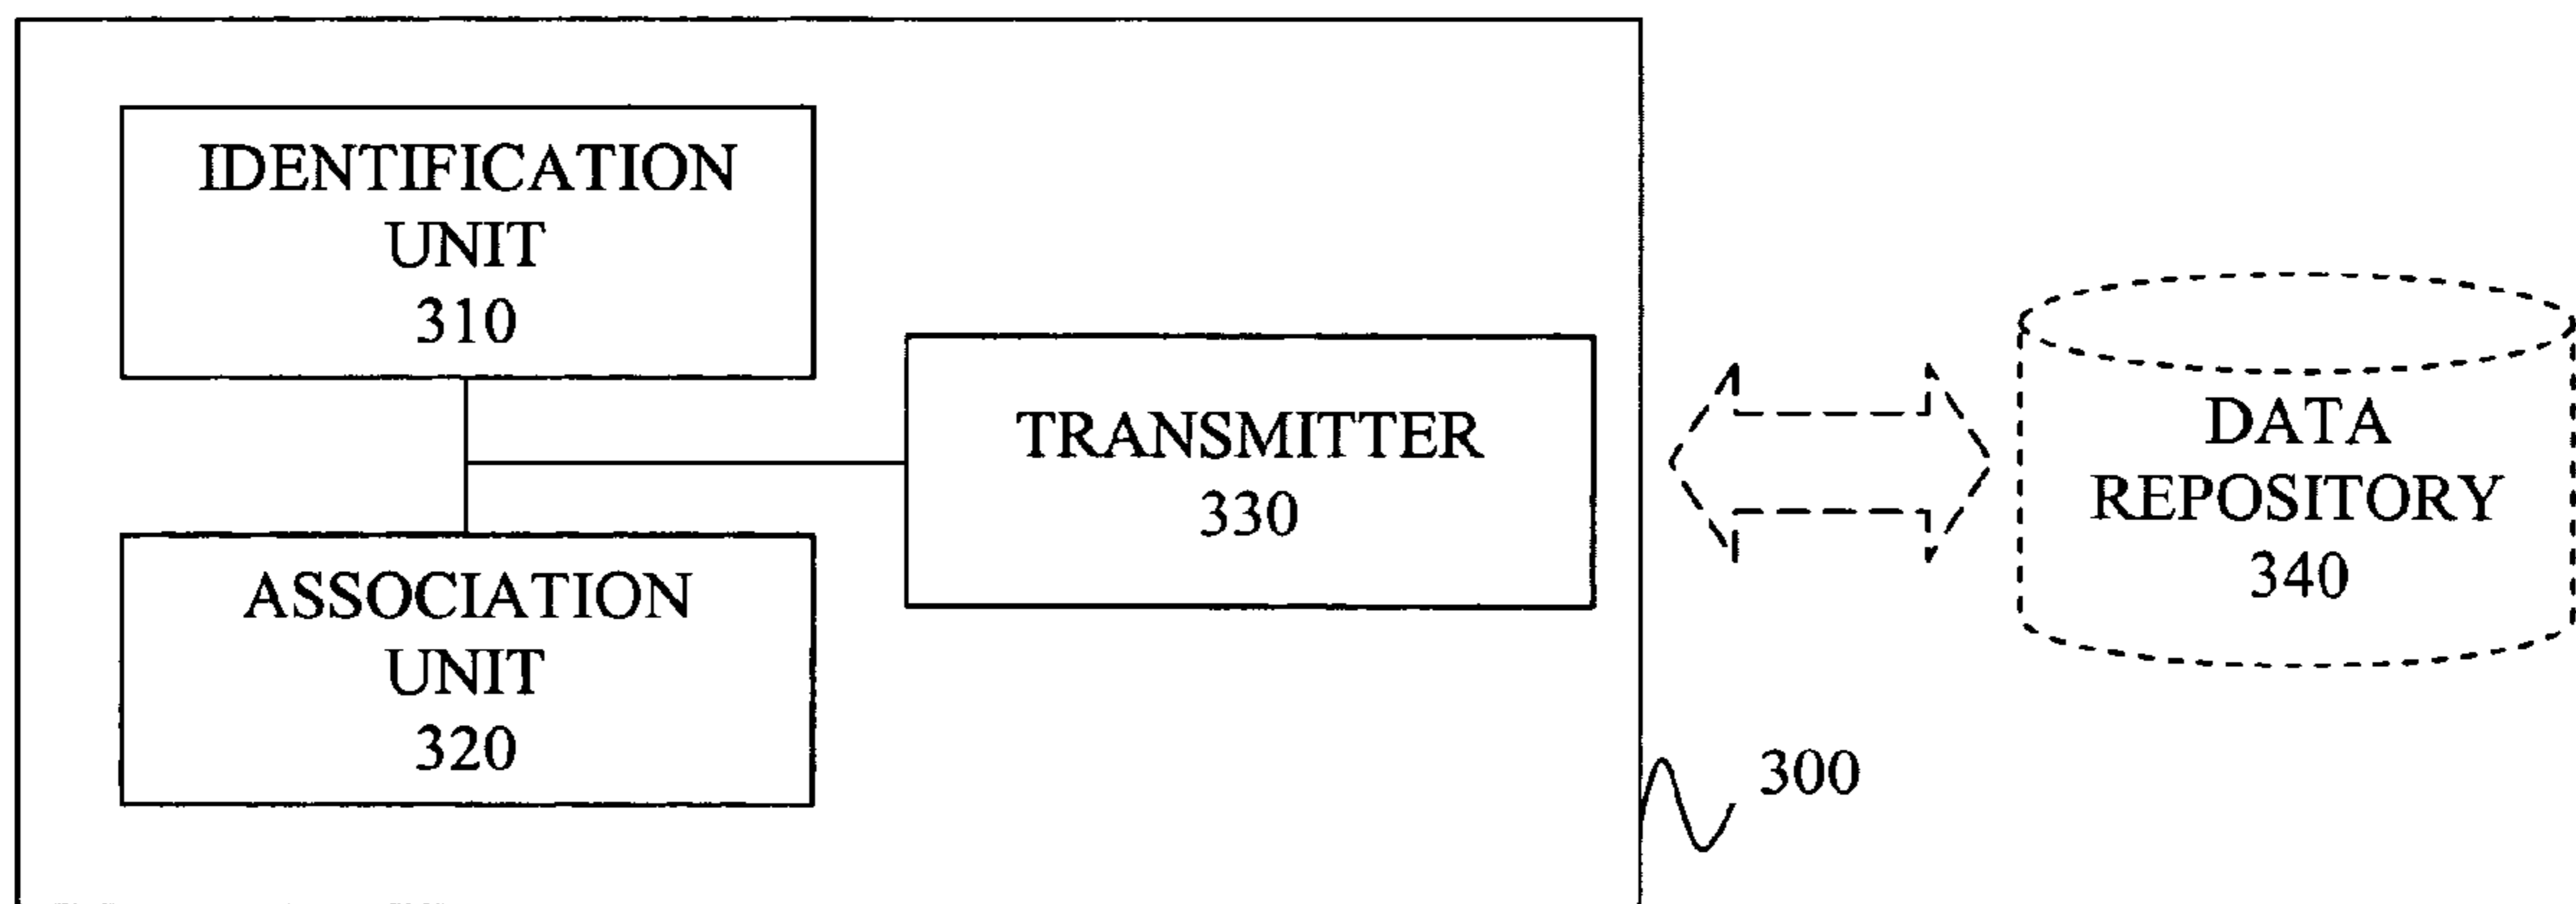 IDENTIFICATION
UNIT
310
ASSOCIATION
UNIT
320
TRANSMITTER
330
DATA
REPOSITORY
340
300